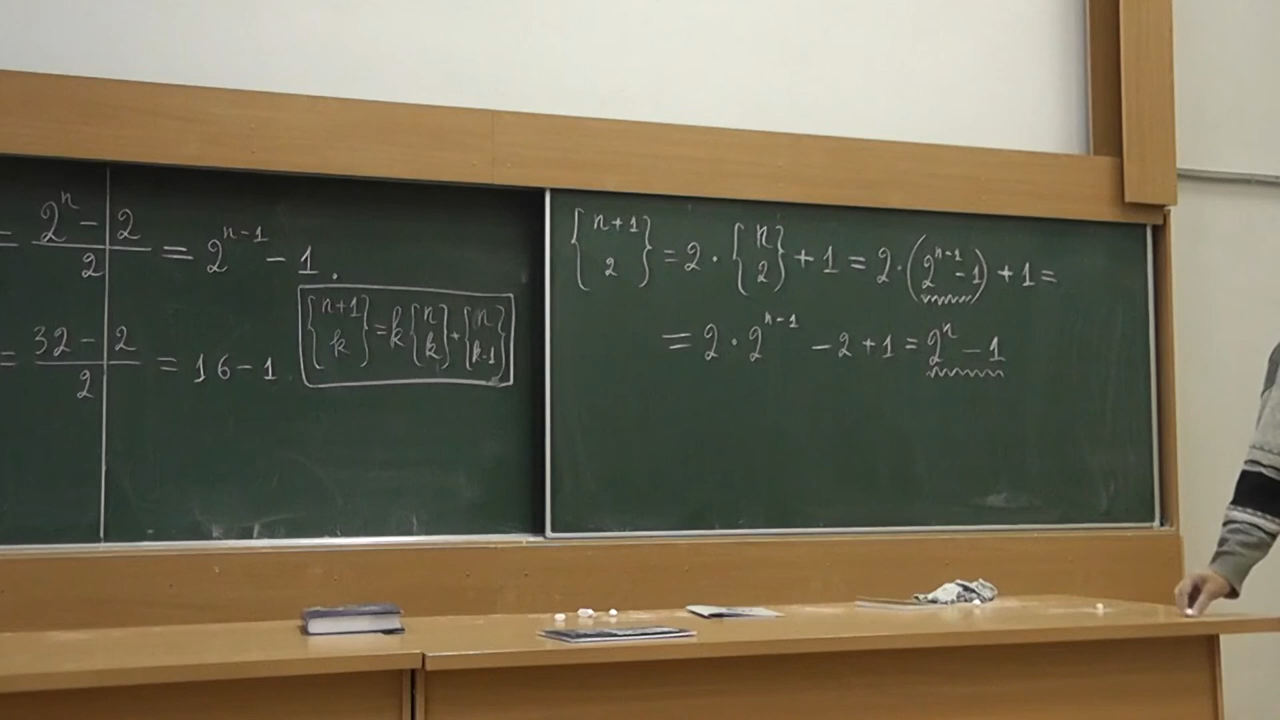 = (2^n - 2)/2 = 2^{n-1} - 1.
= (32 - 2)/2 = 16 - 1
{n+1 k} = k{n k} + {n k-1}
{n+1 2} = 2 · {n 2} + 1 = 2 · (2^{n-1} - 1) + 1 =
= 2 · 2^{n-1} - 2 + 1 = 2^n - 1